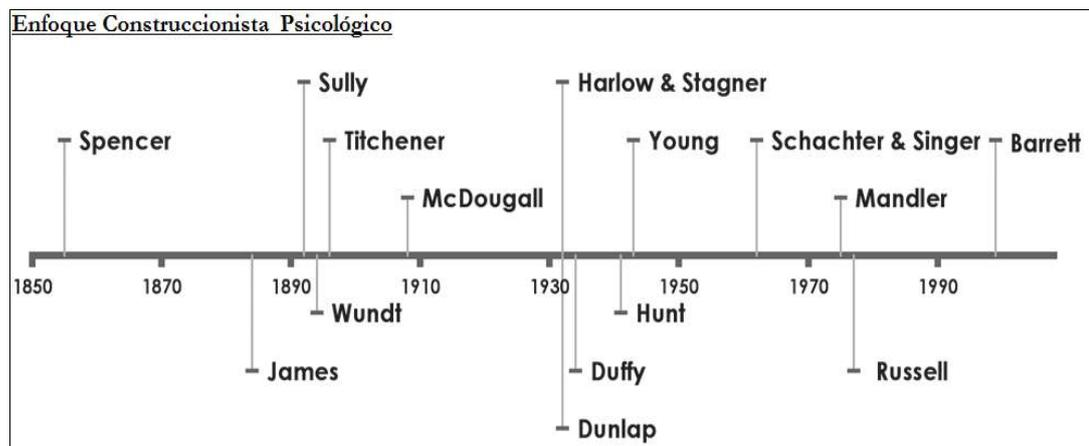 Enfoque Construccionista Psicológico
Sully
Harlow & Stagner
Spencer
Titchener
Young
Schachter & Singer
Barrett
McDougall
Mandler
1850
1870
1890
1910
1930
1950
1970
1990
Wundt
Hunt
James
Duffy
Russell
Dunlap